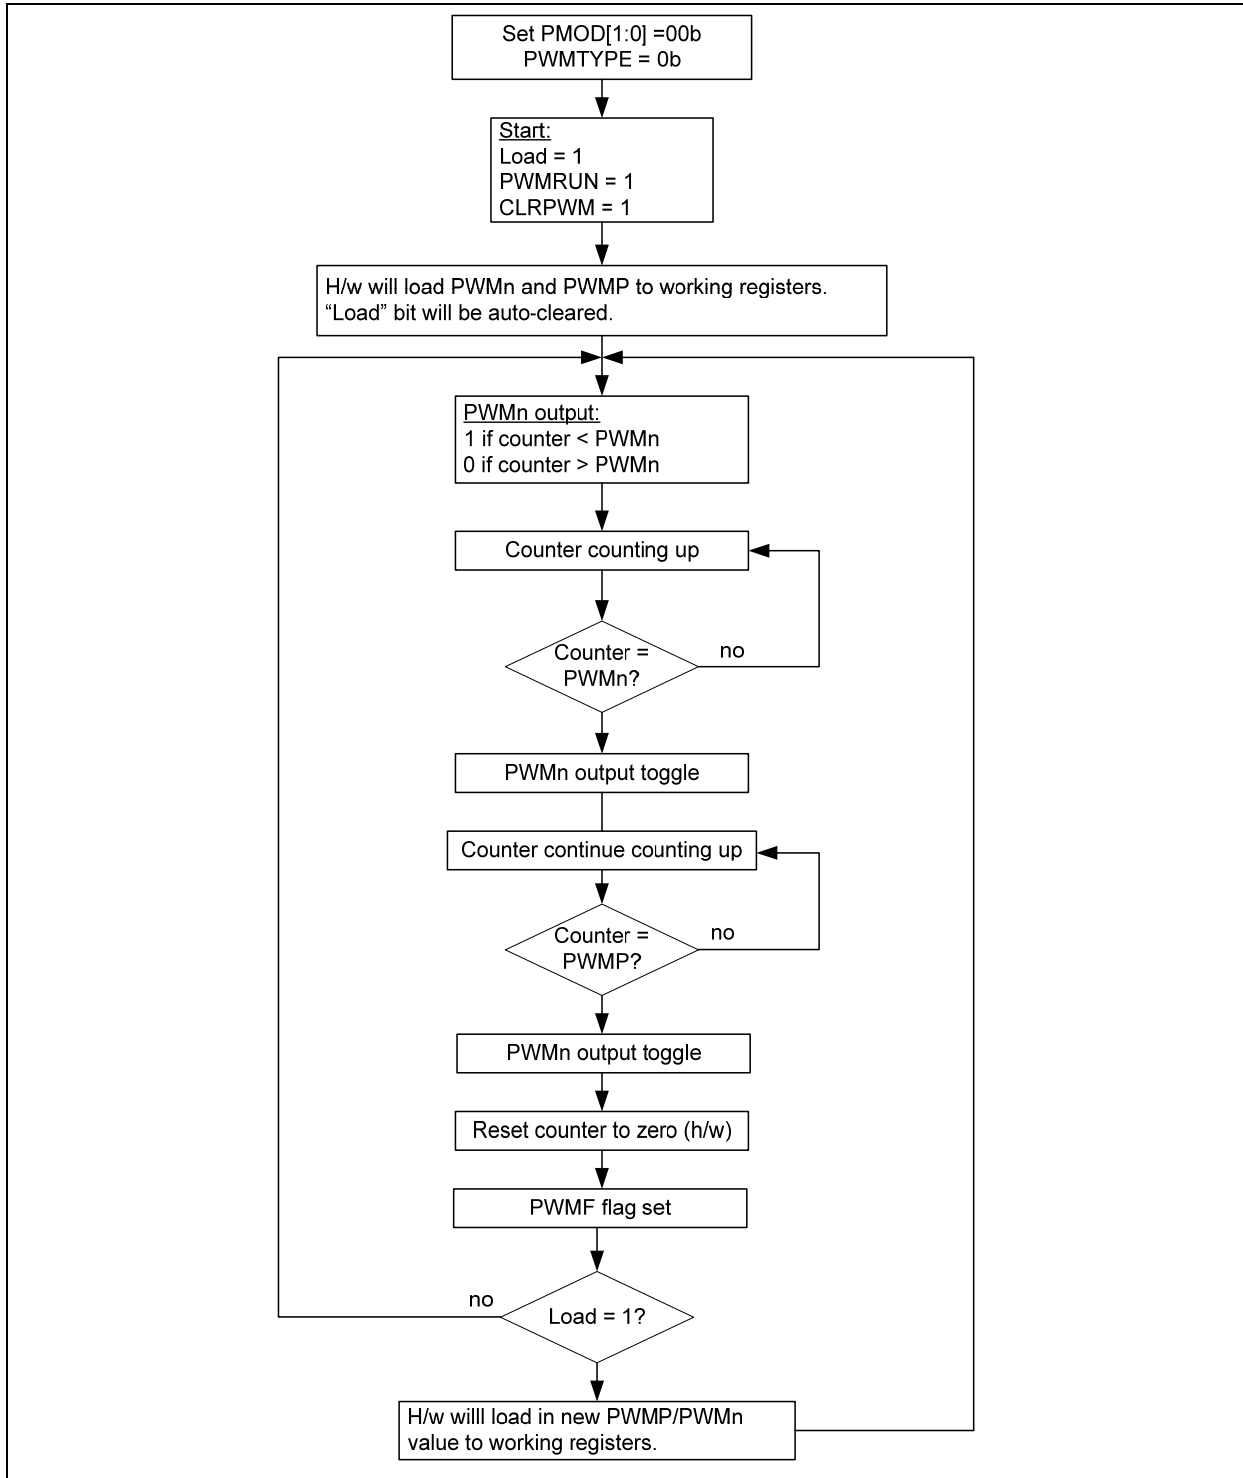 Set PMOD[1:0] =00b
PWMTYPE = 0b
Start:
Load = 1
PWMRUN = 1
CLRPWM = 1
H/w will load PWMn and PWMP to working registers.
“Load” bit will be auto-cleared.
PWMn output:
1 if counter < PWMn
0 if counter > PWMn
Counter counting up
Counter =
PWMn?
no
PWMn output toggle
Counter continue counting up
Counter =
PWMP?
no
PWMn output toggle
Reset counter to zero (h/w)
PWMF flag set
no
Load = 1?
H/w willl load in new PWMP/PWMn
value to working registers.